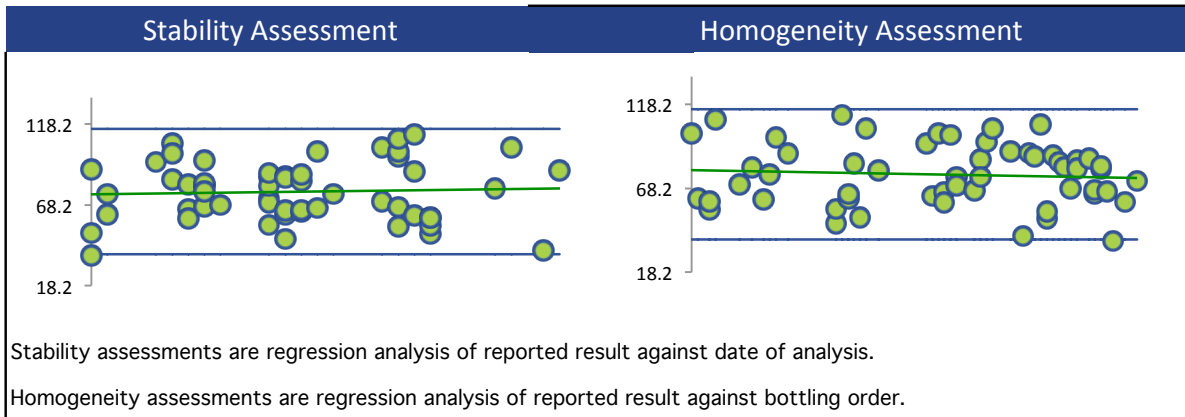 Stability Assessment
Homogeneity Assessment
118.2
68.2
18.2
118.2
68.2
18.2
Stability assessments are regression analysis of reported result against date of analysis.
Homogeneity assessments are regression analysis of reported result against bottling order.